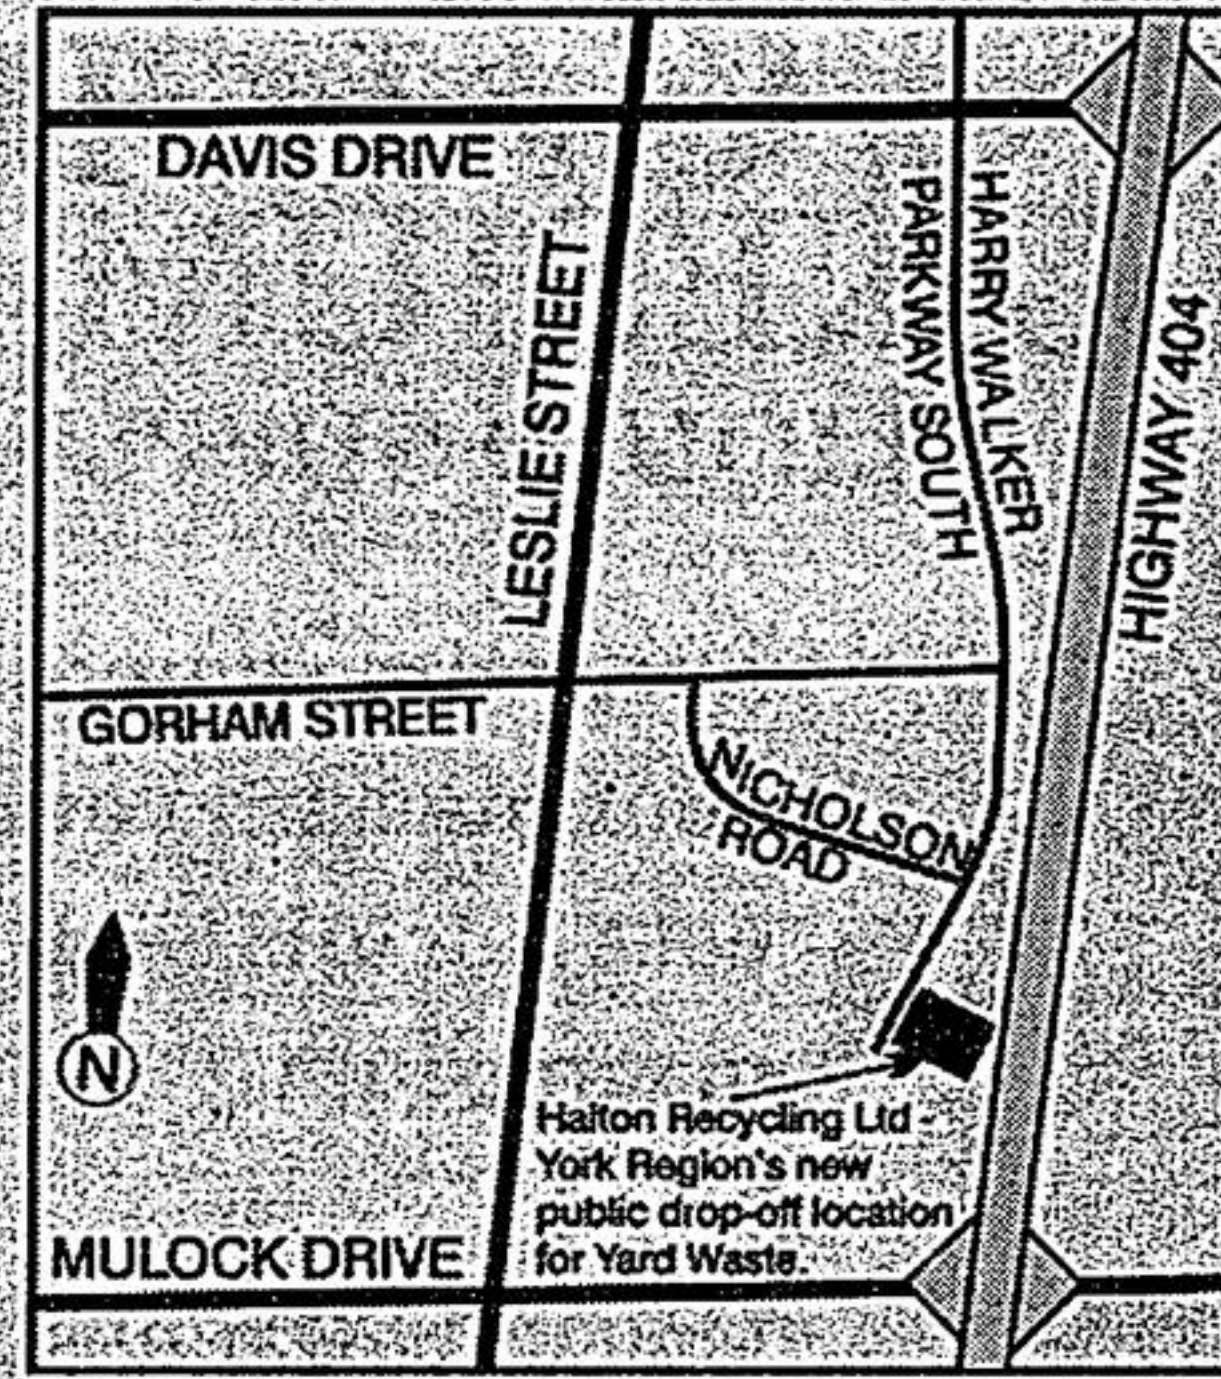 DAVIS DRIVE
LESLIE STREET
HARRY WALKER
PARKWAY SOUTH
HIGHWAY 404
GORHAM STREET
NICHOLSON
ROAD
N
Halton Recycling Ltd -
York Region's new
public drop-off location
for Yard Waste.
MULOCK DRIVE